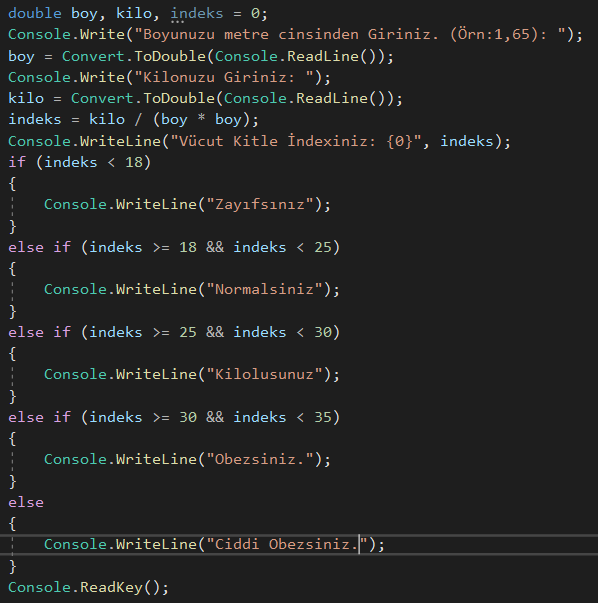 double boy, kilo, indeks = 0;
Console.Write("Boyunuzu metre cinsinden Giriniz. (Örn:1,65): ");
boy = Convert.ToDouble(Console.ReadLine());
Console.Write("Kilonuzu Giriniz: ");
kilo = Convert.ToDouble(Console.ReadLine());
indeks = kilo / (boy * boy);
Console.WriteLine("Vücut Kitle İndexiniz: {0}", indeks);
if (indeks < 18)
{
    Console.WriteLine("Zayıfsınız");
}
else if (indeks >= 18 && indeks < 25)
{
    Console.WriteLine("Normalsiniz");
}
else if (indeks >= 25 && indeks < 30)
{
    Console.WriteLine("Kilolusunuz");
}
else if (indeks >= 30 && indeks < 35)
{
    Console.WriteLine("Obezsiniz.");
}
else
{
    Console.WriteLine("Ciddi Obezsiniz.");
}
Console.ReadKey();